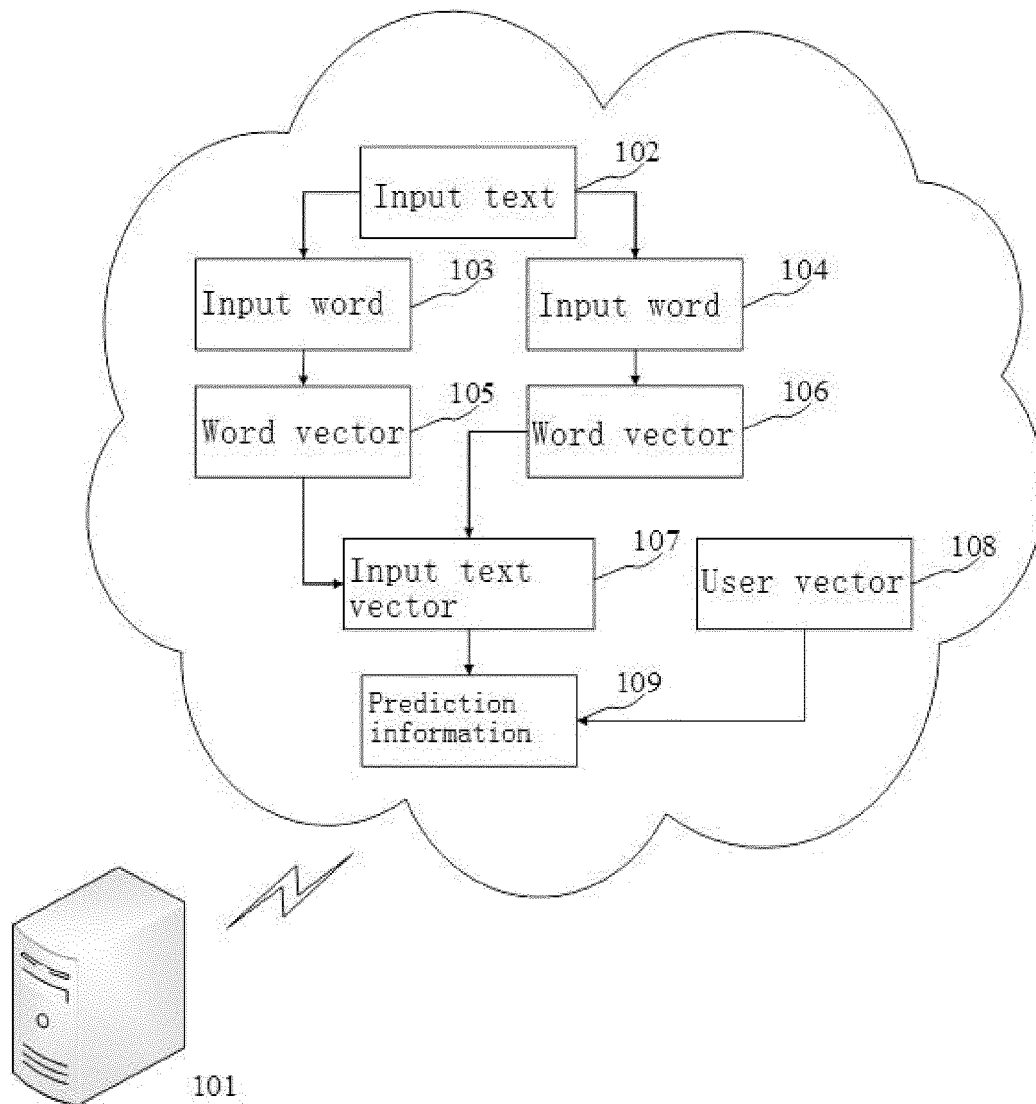 102
Input text
103
104
Input word
Input word
105
106
Word vector
Word vector
107
108
Input text
vector
User vector
109
Prediction
information
101